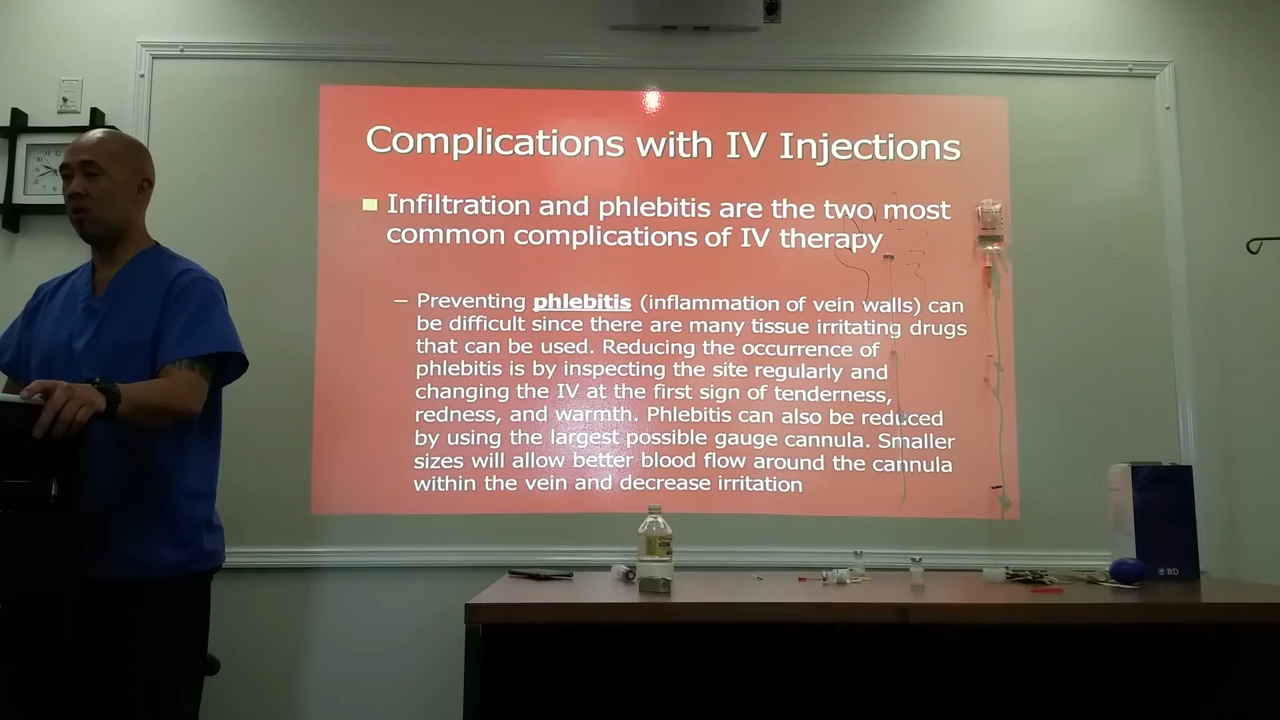 Complications with IV Injections
Infiltration and phlebitis are the two most
common complications of IV therapy
– Preventing phlebitis (inflammation of vein walls) can
be difficult since there are many tissue irritating drugs
that can be used. Reducing the occurrence of
phlebitis is by inspecting the site regularly and
changing the IV at the first sign of tenderness,
redness, and warmth. Phlebitis can also be reduced
by using the largest possible gauge cannula. Smaller
sizes will allow better blood flow around the cannula
within the vein and decrease irritation
BD